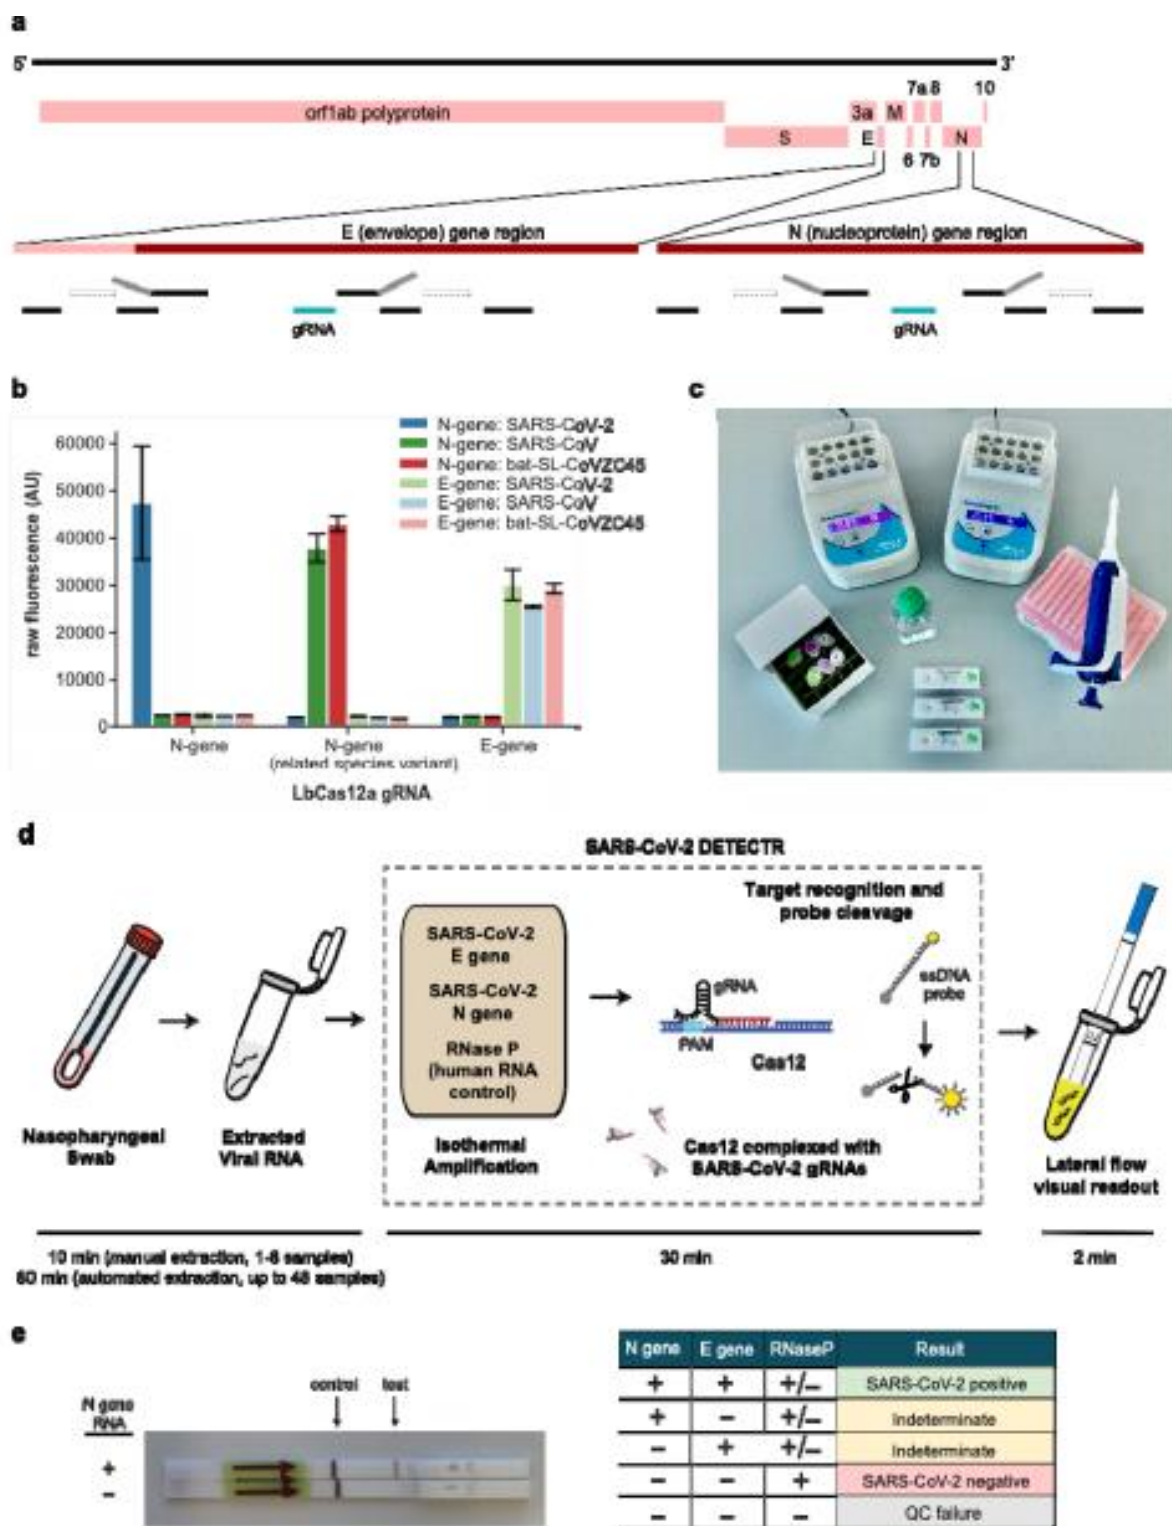 a
5' 3'
7a 8 10
orf1ab polyprotein 3a M
S E N
6 7b
E (envelope) gene region N (nucleoprotein) gene region
gRNA gRNA
b
N-gene: SARS-CoV-2
N-gene: SARS-CoV
N-gene: bat-SL-CoVZC45
E-gene: SARS-CoV-2
E-gene: SARS-CoV
E-gene: bat-SL-CoVZC45
raw fluorescence (AU)
60000
50000
40000
30000
20000
10000
0
N-gene N-gene E-gene
(related species variant)
LbCas12a gRNA
c
d
SARS-CoV-2 DETECTR
SARS-CoV-2
E gene
SARS-CoV-2
N gene
RNase P
(human RNA
control)
Target recognition and
probe cleavage
gRNA
PAM
Cas12
ssDNA
probe
Nasopharyngeal
Swab
Extracted
Viral RNA
Isothermal
Amplification
Cas12 complexed with
SARS-CoV-2 gRNAs
Lateral flow
visual readout
10 min (manual extraction, 1-8 samples)
60 min (automated extraction, up to 48 samples)
30 min
2 min
e
control test
N gene
RNA
+
−
N gene E gene RNaseP Result
+ + +/− SARS-CoV-2 positive
+ − +/− Indeterminate
− + +/− Indeterminate
− − + SARS-CoV-2 negative
− − − QC failure